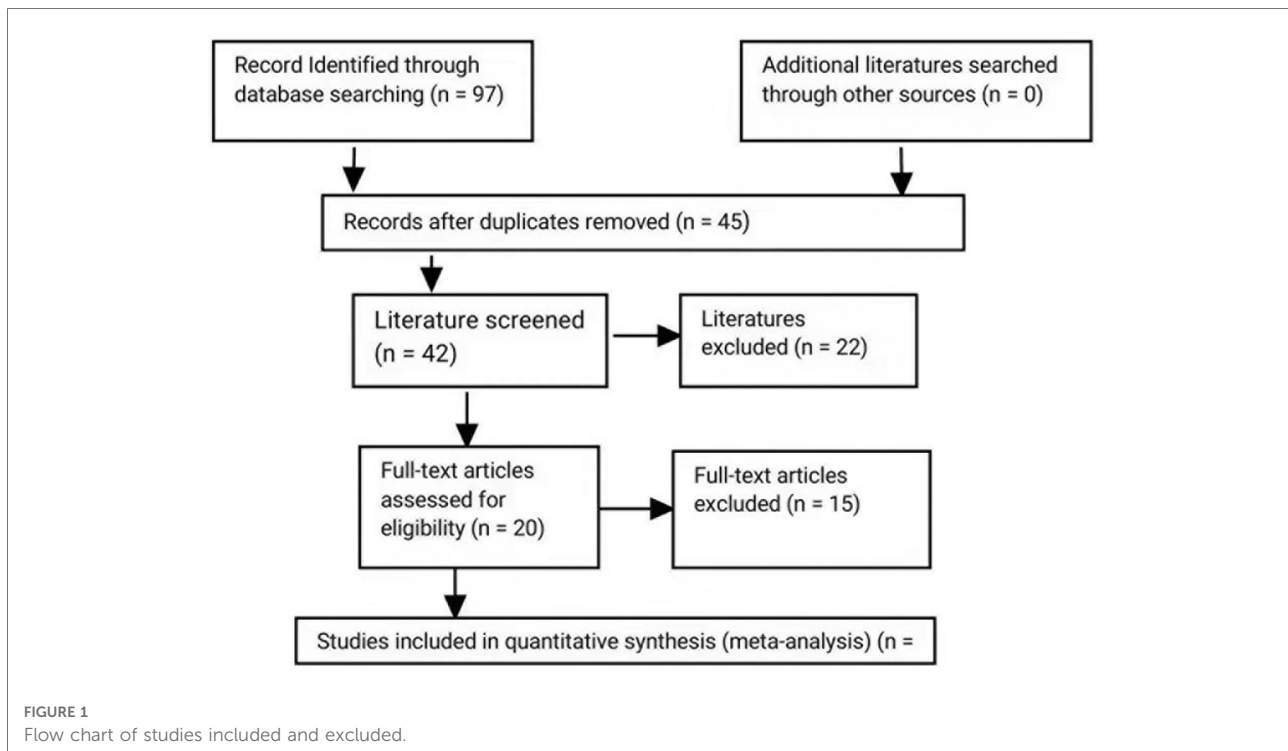 Record Identified through
database searching (n = 97)
Additional literatures searched
through other sources (n = 0)
Records after duplicates removed (n = 45)
Literature screened
(n = 42)
Literatures
excluded (n = 22)
Full-text articles
assessed for
eligibility (n = 20)
Full-text articles
excluded (n = 15)
Studies included in quantitative synthesis (meta-analysis) (n =
FIGURE 1
Flow chart of studies included and excluded.